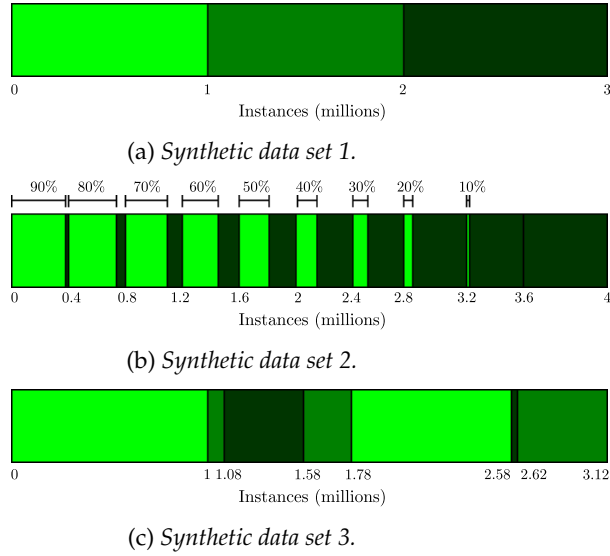 0 1 2 3
Instances (millions)
(a) Synthetic data set 1.
90% 80% 70% 60% 50% 40% 30% 20% 10%
0 0.4 0.8 1.2 1.6 2 2.4 2.8 3.2 3.6 4
Instances (millions)
(b) Synthetic data set 2.
0 1 1.08 1.58 1.78 2.58 2.62 3.12
Instances (millions)
(c) Synthetic data set 3.